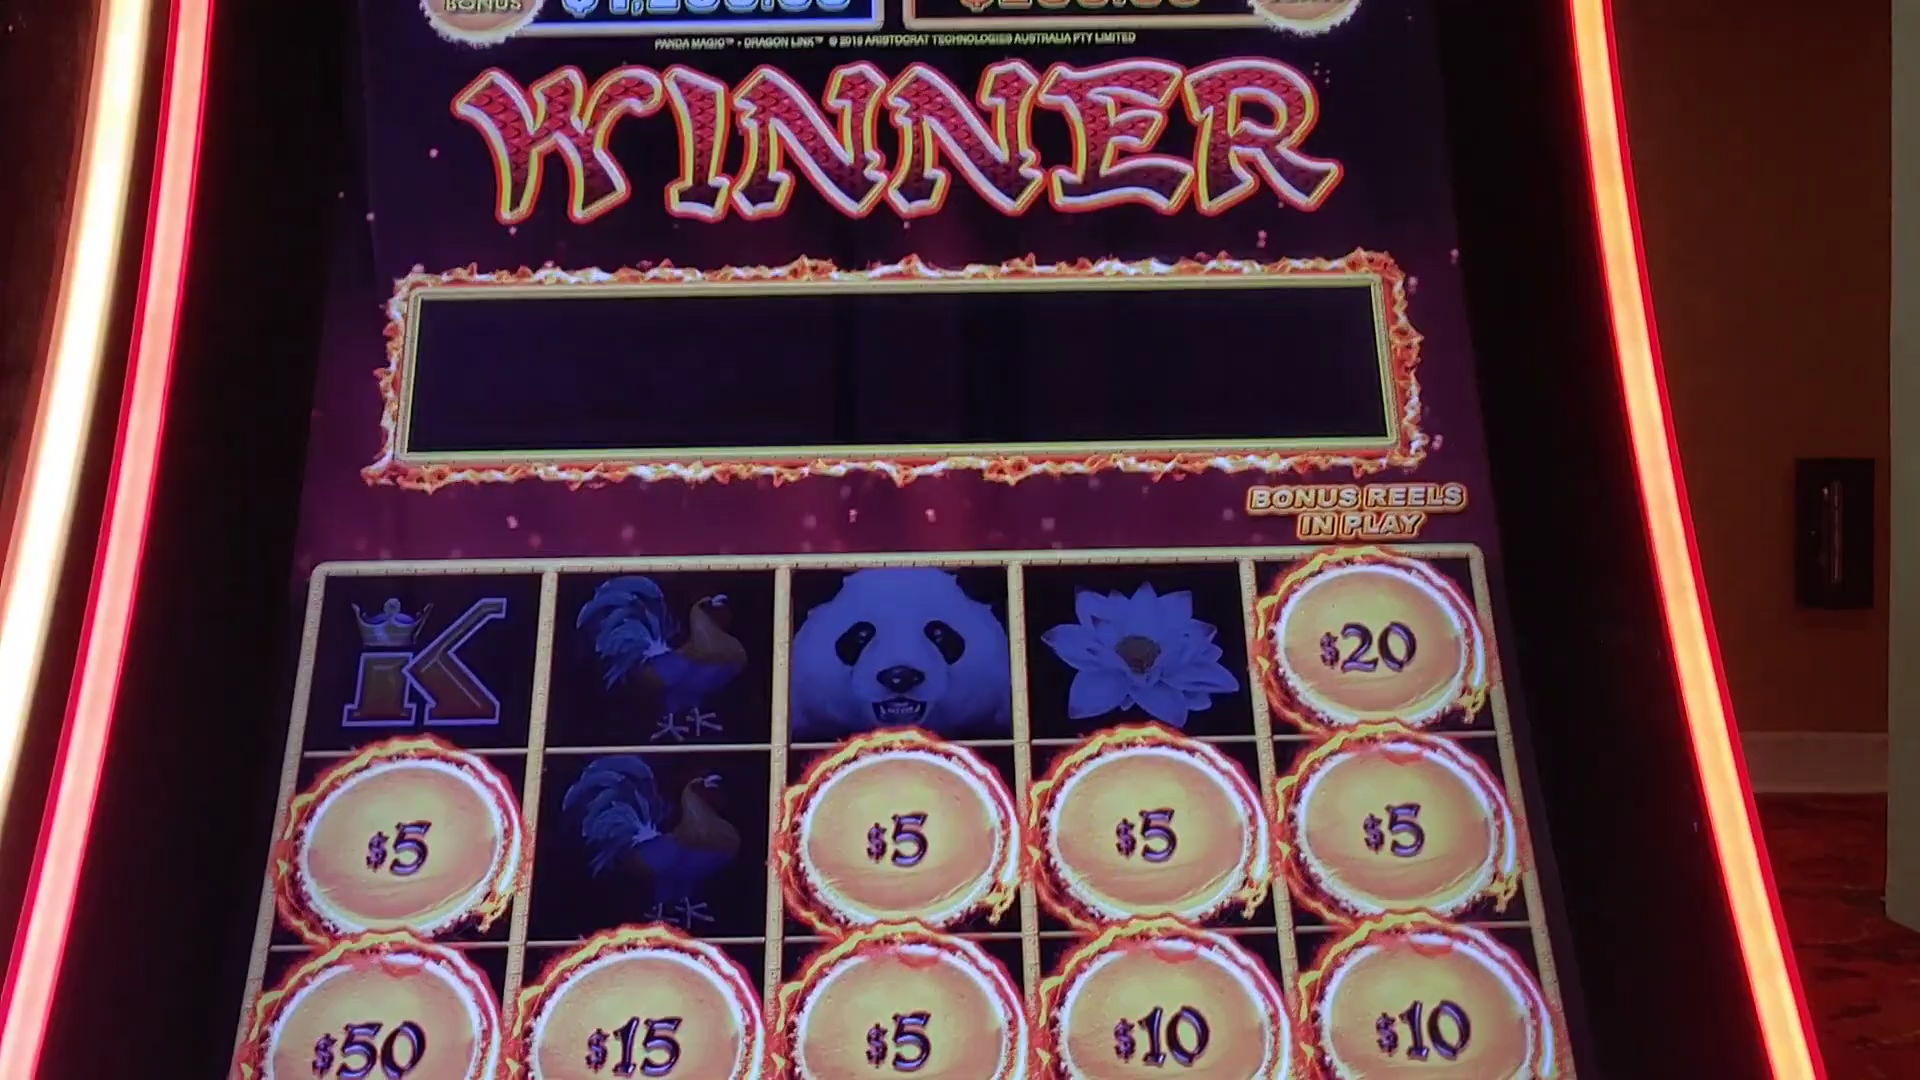 BONUS
PANDA MAGIC™ • DRAGON LINK™ © 2019 ARISTOCRAT TECHNOLOGIES AUSTRALIA PTY LIMITED
WINNER
BONUS REELS
IN PLAY
K
$20
$5
$5
$5
$5
$50
$15
$5
$10
$10